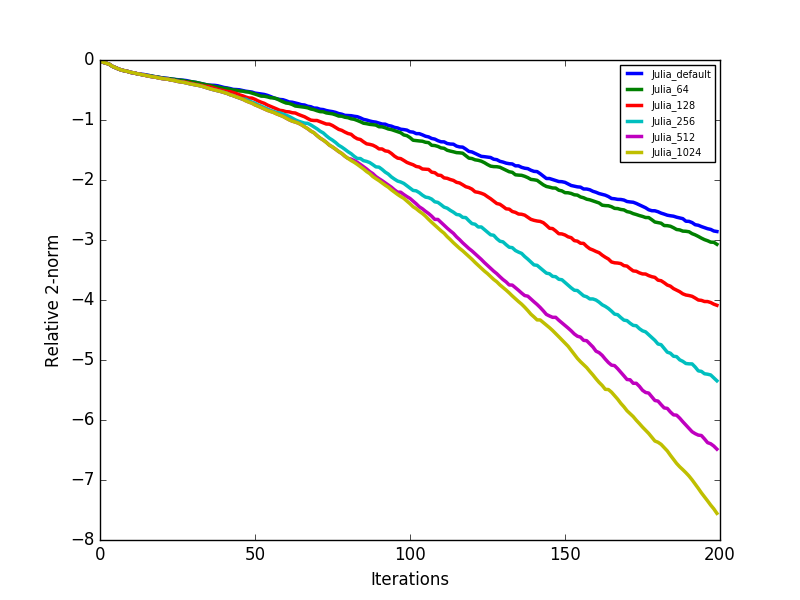 0
−1
−2
−3
−4
−5
−6
−7
−8
Relative 2-norm
Julia_default
Julia_64
Julia_128
Julia_256
Julia_512
Julia_1024
0 50 100 150 200
Iterations